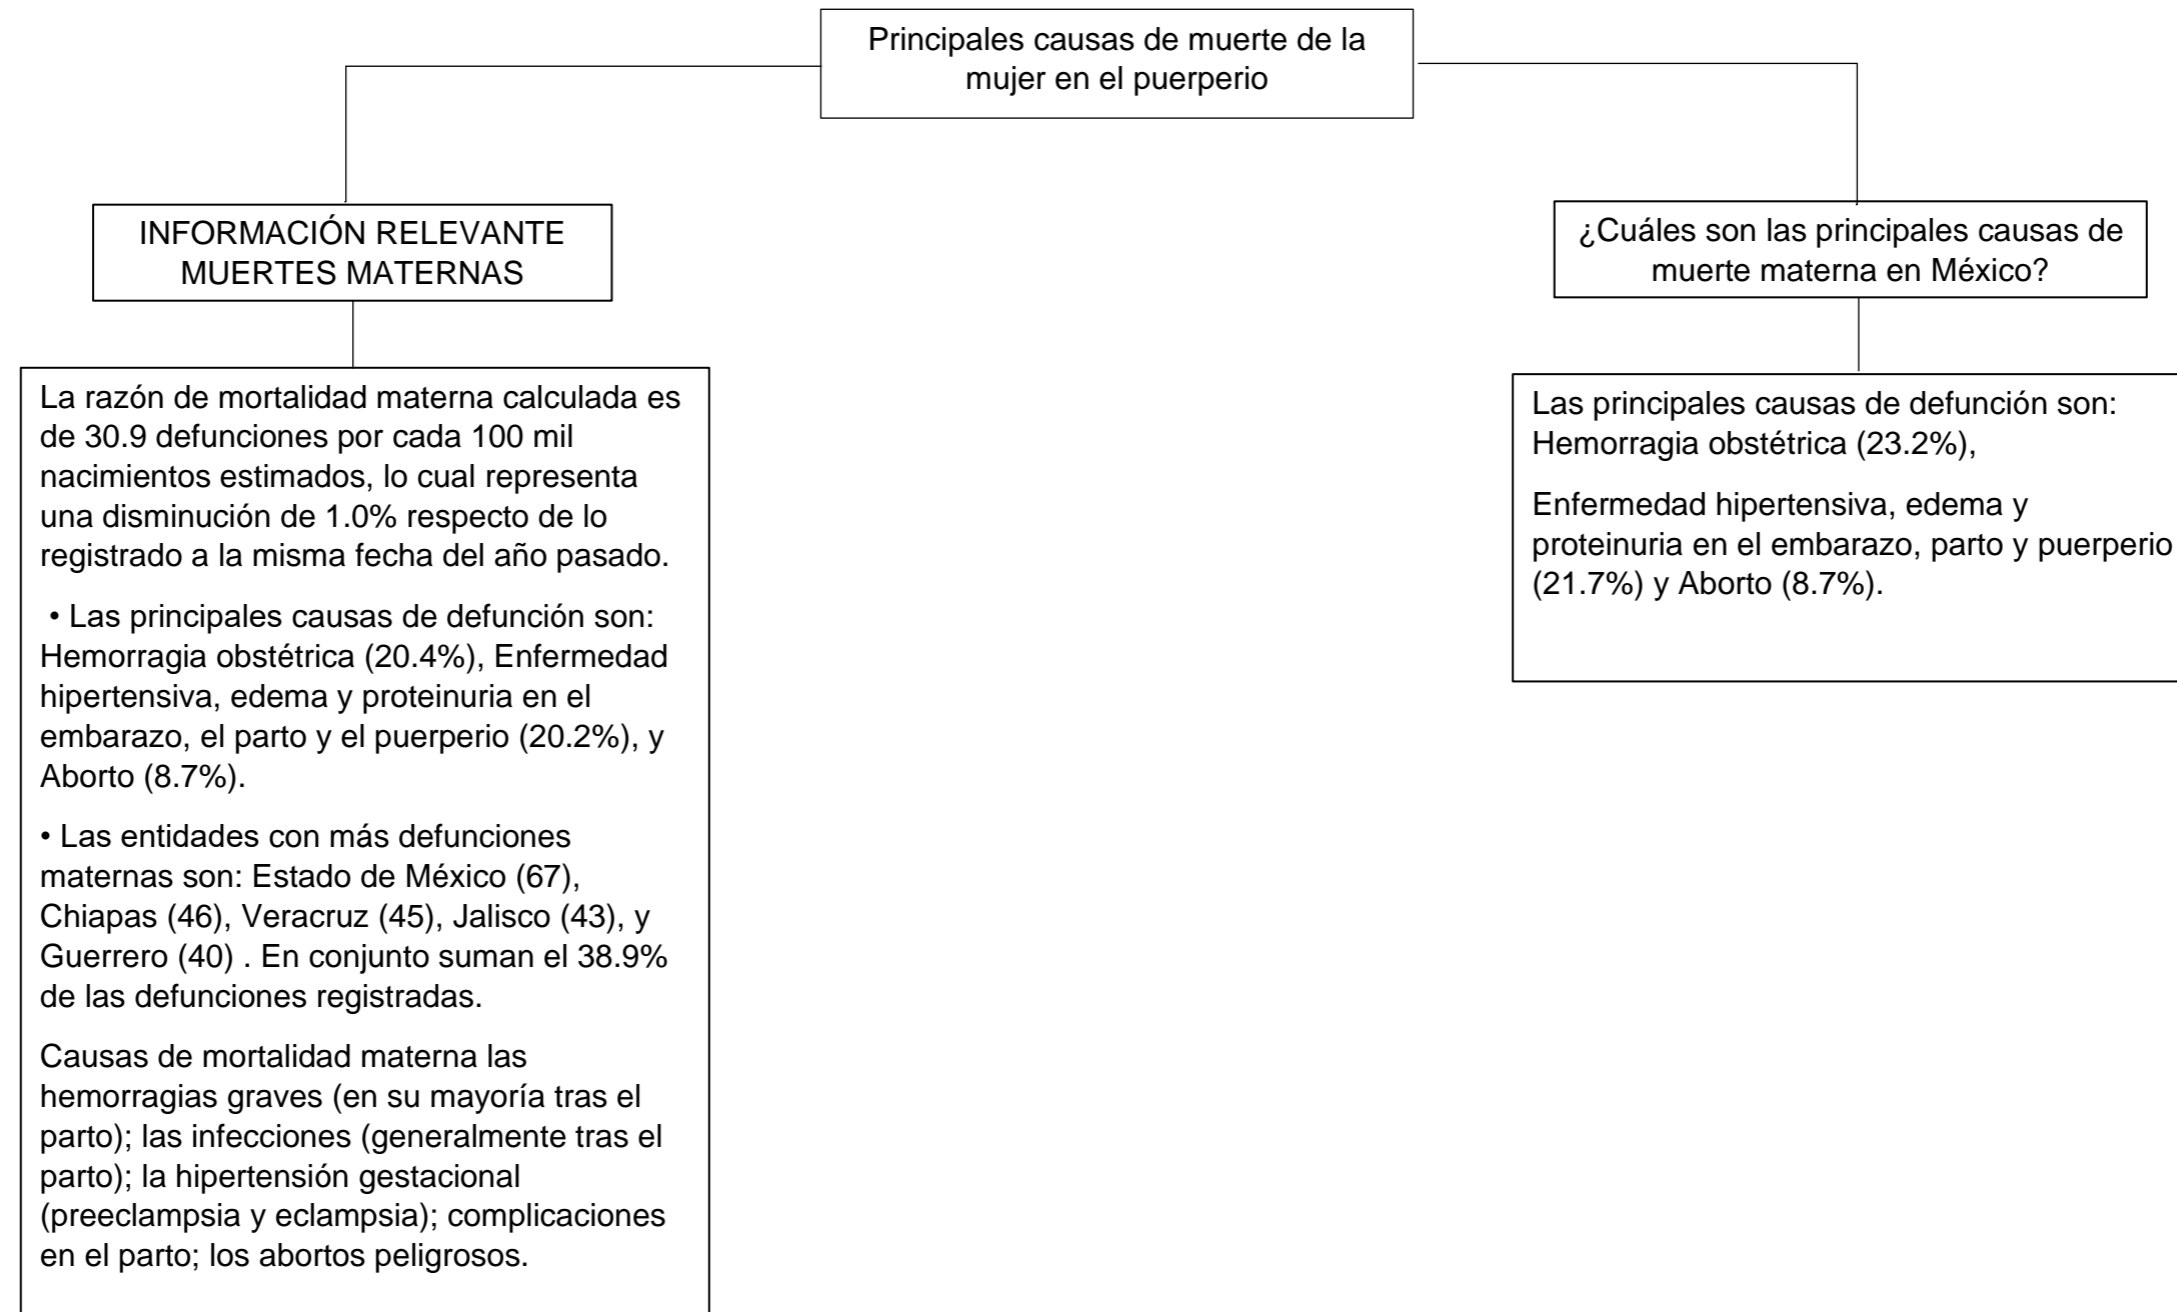 Principales causas de muerte de la
mujer en el puerperio
INFORMACIÓN RELEVANTE
MUERTES MATERNAS
La razón de mortalidad materna calculada es
de 30.9 defunciones por cada 100 mil
nacimientos estimados, lo cual representa
una disminución de 1.0% respecto de lo
registrado a la misma fecha del año pasado.
• Las principales causas de defunción son:
Hemorragia obstétrica (20.4%), Enfermedad
hipertensiva, edema y proteinuria en el
embarazo, el parto y el puerperio (20.2%), y
Aborto (8.7%).
• Las entidades con más defunciones
maternas son: Estado de México (67),
Chiapas (46), Veracruz (45), Jalisco (43), y
Guerrero (40) . En conjunto suman el 38.9%
de las defunciones registradas.
Causas de mortalidad materna las
hemorragias graves (en su mayoría tras el
parto); las infecciones (generalmente tras el
parto); la hipertensión gestacional
(preeclampsia y eclampsia); complicaciones
en el parto; los abortos peligrosos.
¿Cuáles son las principales causas de
muerte materna en México?
Las principales causas de defunción son:
Hemorragia obstétrica (23.2%),
Enfermedad hipertensiva, edema y
proteinuria en el embarazo, parto y puerperio
(21.7%) y Aborto (8.7%).